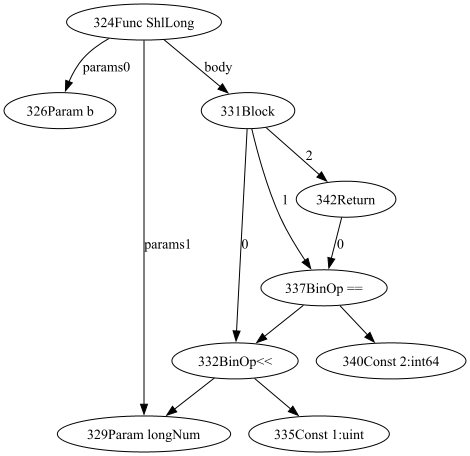 324Func ShlLong
params0
body
326Param b
331Block
2
342Return
params1
0
1
0
337BinOp ==
332BinOp<<
340Const 2:int64
329Param longNum
335Const 1:uint